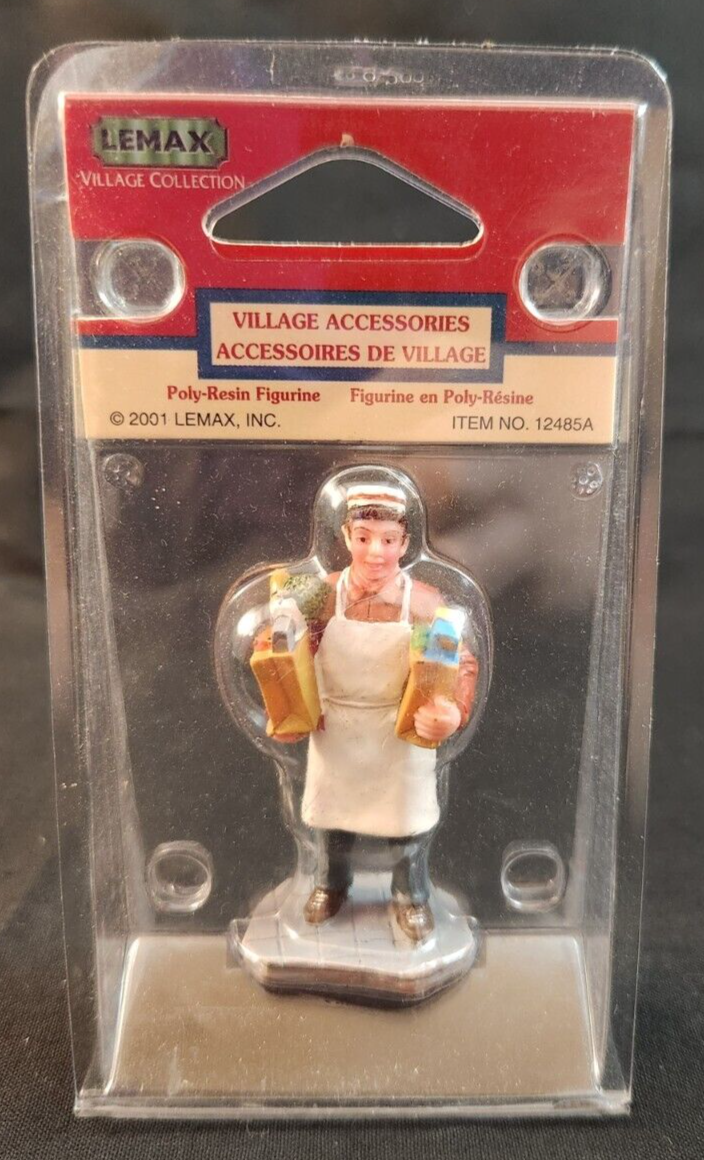 LEMAX
VILLAGE COLLECTION
VILLAGE ACCESSORIES
ACCESSOIRES DE VILLAGE
Poly-Resin Figurine Figurine en Poly-Résine
© 2001 LEMAX, INC. ITEM NO. 12485A